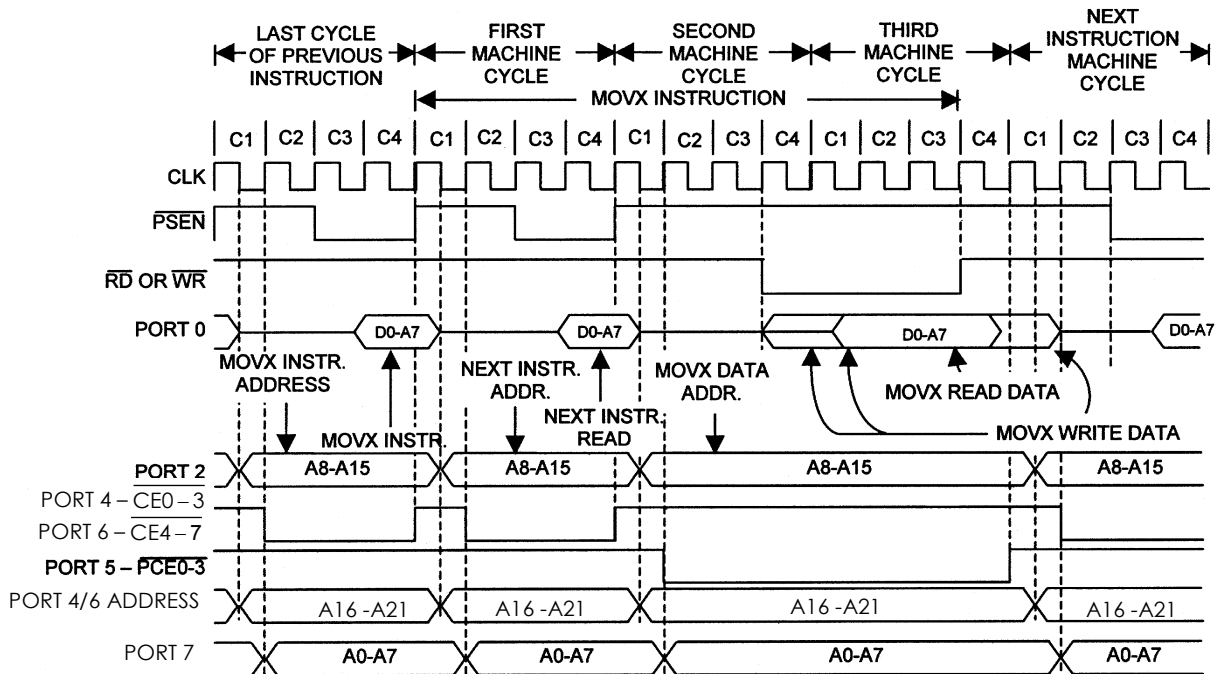 LAST CYCLE OF PREVIOUS INSTRUCTION
FIRST MACHINE CYCLE
SECOND MACHINE CYCLE
THIRD MACHINE CYCLE
NEXT INSTRUCTION MACHINE CYCLE
MOVX INSTRUCTION
C1 C2 C3 C4 C1 C2 C3 C4 C1 C2 C3 C4 C1 C2 C3 C4 C1 C2 C3 C4
CLK
PSEN
RD OR WR
PORT 0 D0-A7 D0-A7 D0-A7 D0-A7
MOVX INSTR. ADDRESS
MOVX INSTR.
NEXT INSTR. ADDR.
NEXT INSTR. READ
MOVX DATA ADDR.
MOVX READ DATA
MOVX WRITE DATA
PORT 2 A8-A15 A8-A15 A8-A15 A8-A15
PORT 4 – CE0 – 3
PORT 6 – CE4 – 7
PORT 5 – PCE0-3
PORT 4/6 ADDRESS A16 -A21 A16 -A21 A16 -A21 A16 -A21
PORT 7 A0-A7 A0-A7 A0-A7 A0-A7